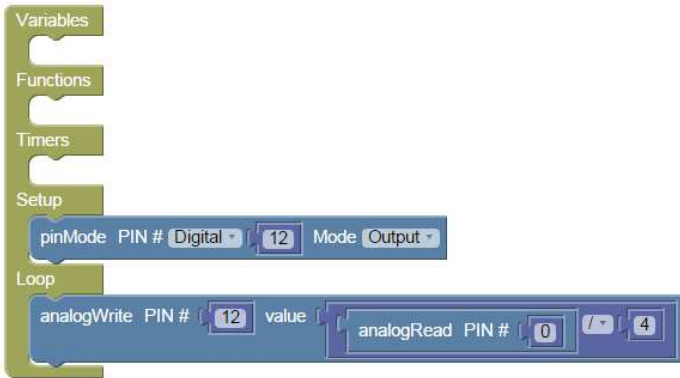 Variables
Functions
Timers
Setup
pinMode PIN # Digital 12 Mode Output
Loop
analogWrite PIN # 12 value analogRead PIN # 0 / 4